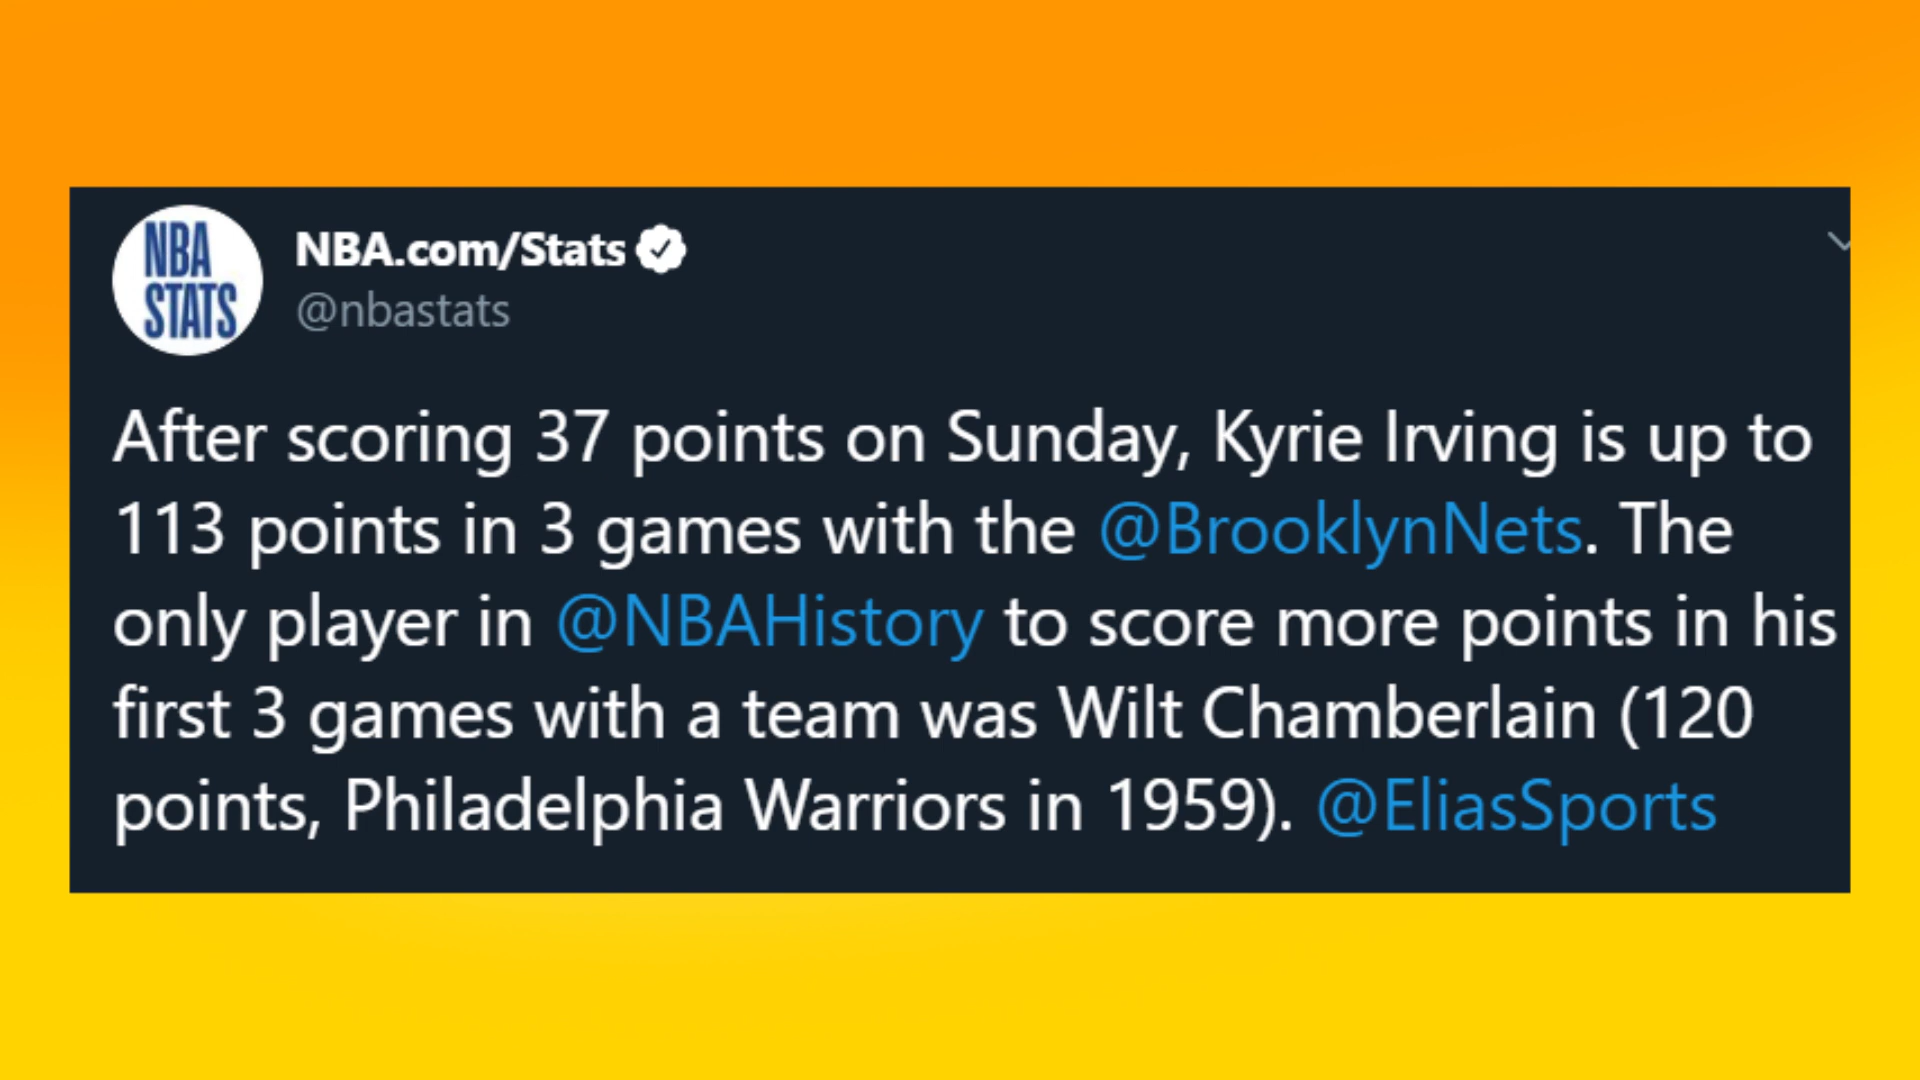 NBA
STATS
NBA.com/Stats
@nbastats
After scoring 37 points on Sunday, Kyrie Irving is up to
113 points in 3 games with the @BrooklynNets. The
only player in @NBAHistory to score more points in his
first 3 games with a team was Wilt Chamberlain (120
points, Philadelphia Warriors in 1959). @EliasSports